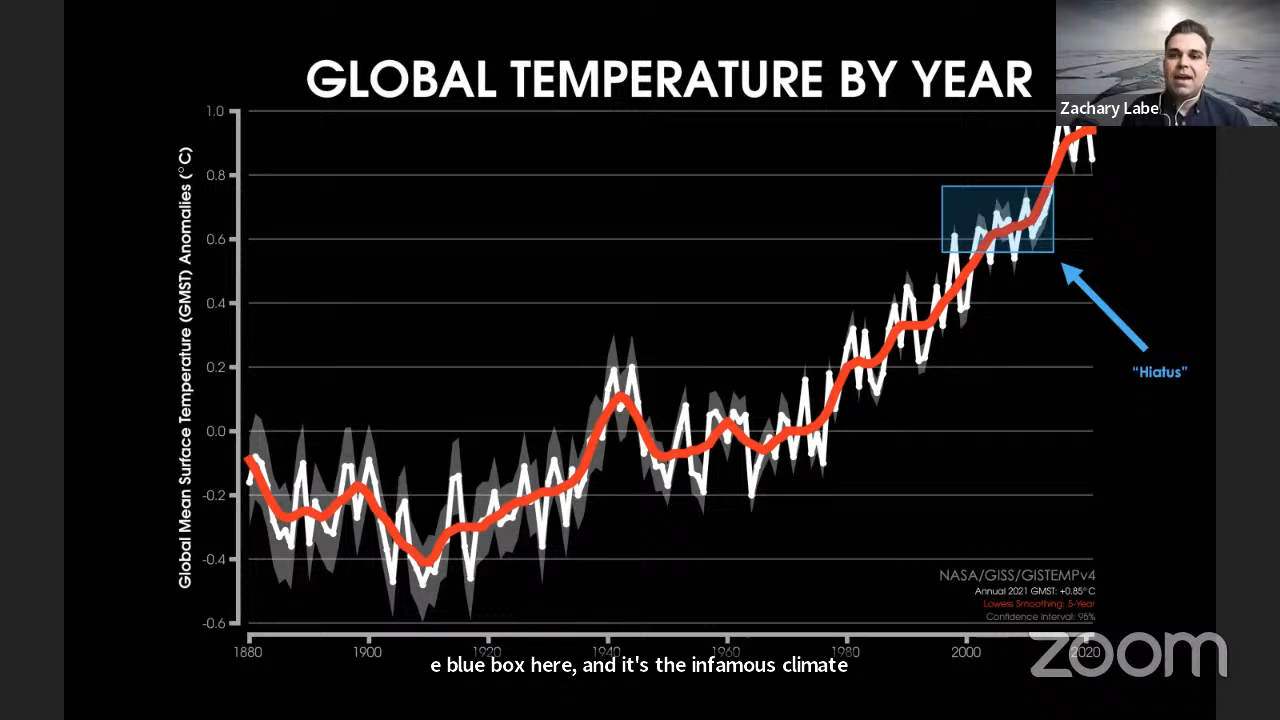 GLOBAL TEMPERATURE BY YEAR
Zachary Labe
Global Mean Surface Temperature (GMST) Anomalies (°C)
1.0
0.8
0.6
0.4
0.2
0.0
-0.2
-0.4
-0.6
"Hiatus"
NASA/GISS/GISTEMPv4
Annual 2021 GMST: +0.85°C
Lowess Smoothing: 5-Year
Confidence Interval: 95%
1880
1900
1920
1940
1960
1980
2000
2020
e blue box here, and it's the infamous climate
zoom